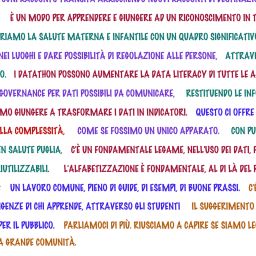 È UN MODO PER APPRENDERE E GIUNGERE AD UN RICONOSCIMENTO IN T
RIAMO LA SALUTE MATERNA E INFANTILE CON UN QUADRO SIGNIFICATIV
NEI LUOGHI E DARE POSSIBILITÀ DI REGOLAZIONE ALLE PERSONE, ATTRAV
O. I DATATHON POSSONO AUMENTARE LA DATA LITERACY DI TUTTE LE A
GOVERNANCE PER DATI POSSIBILI DA COMUNICARE, RESTITUENDO LE INF
MO GIUNGERE A TRASFORMARE I DATI IN INDICATORI. QUESTO CI OFFRE
LLA COMPLESSITÀ, COME SE FOSSIMO UN UNICO APPARATO. CON PU
N SALUTE PUGLIA, C'È UN FONDAMENTALE LEGAME, NELL'USO DEI DATI, F
IUTILIZZABILI. L'ALFABETIZZAZIONE È FONDAMENTALE, AL DI LÀ DEL F
UN LAVORO COMUNE, PIENO DI GUIDE, DI ESEMPI, DI BUONE PRASSI. C'È
IGENZE DI CHI APPRENDE, ATTRAVERSO GLI STUDENTI IL SUGGERIMENTO
PER IL PUBBLICO. PARLIAMOCI DI PIÙ. RIUSCIAMO A CAPIRE SE SIAMO LE
A GRANDE COMUNITÀ.